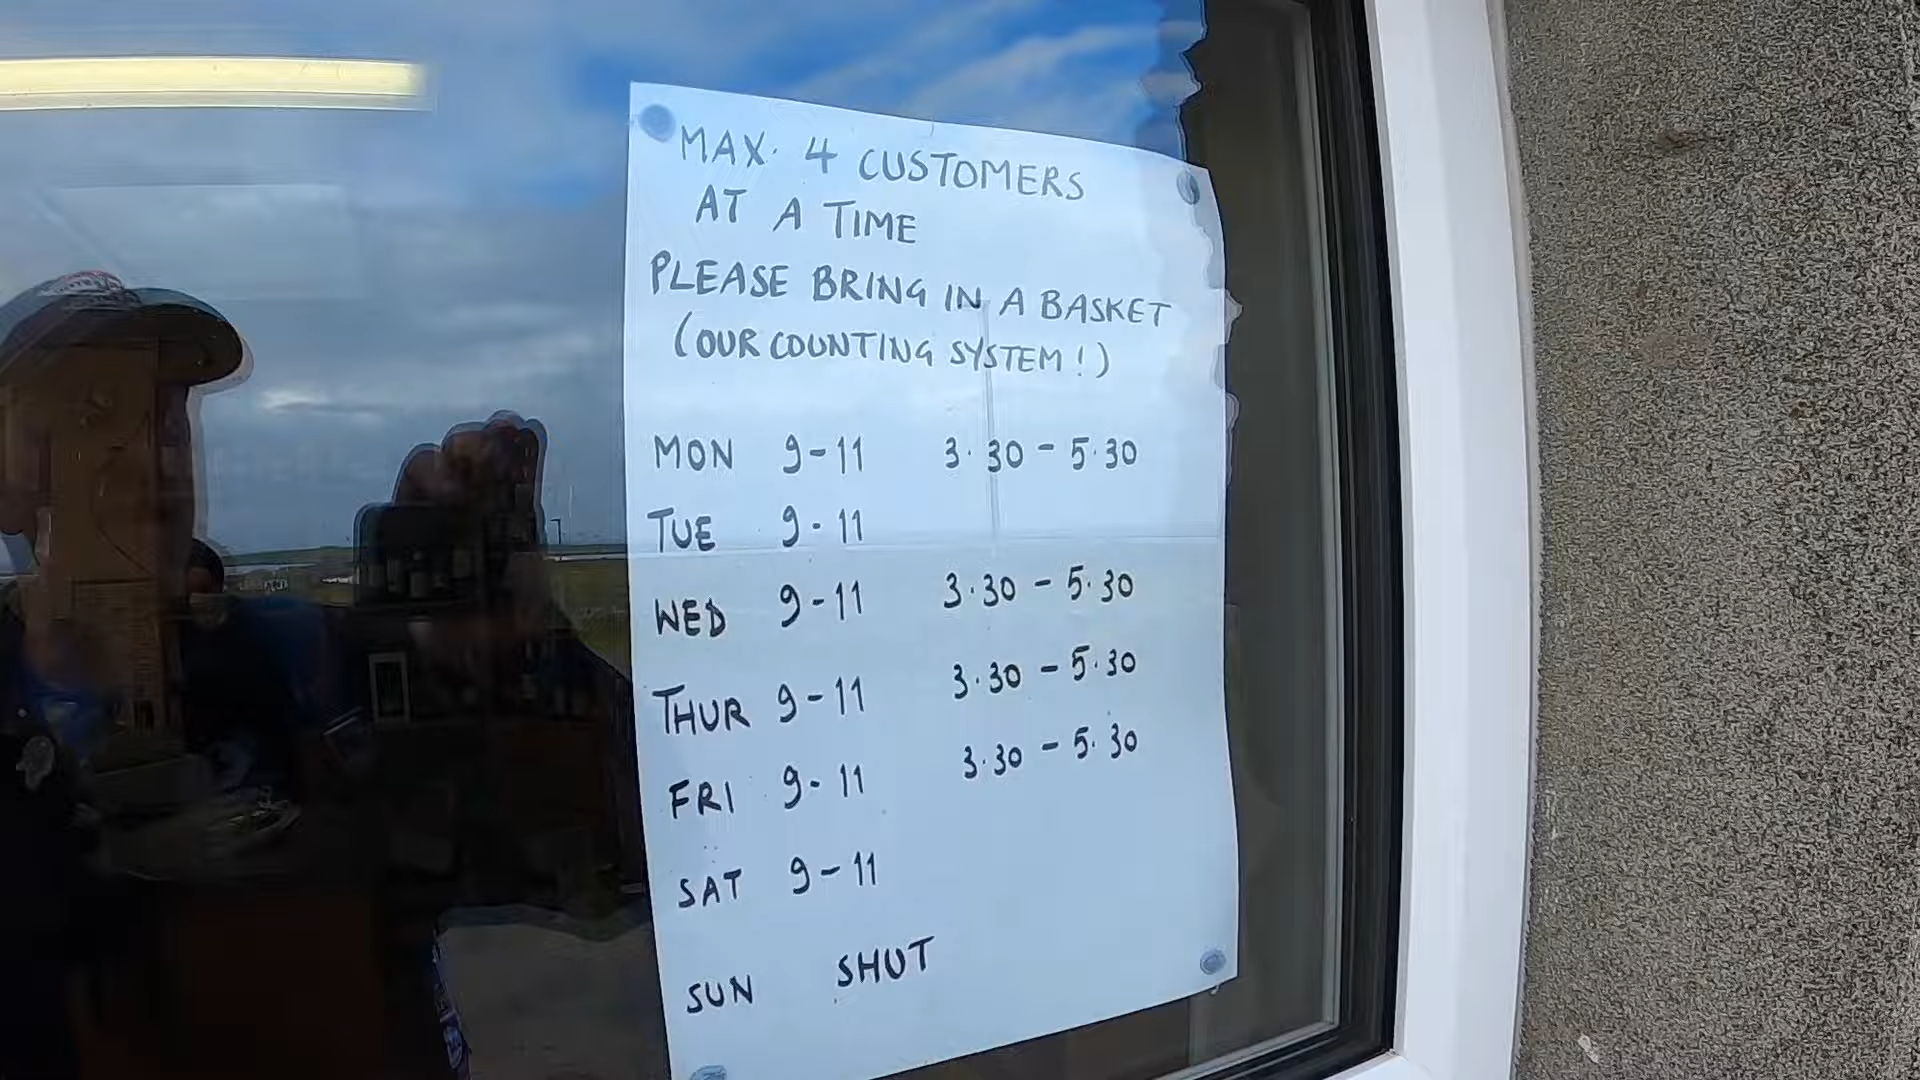 MAX. 4 CUSTOMERS
AT A TIME
PLEASE BRING IN A BASKET
(OUR COUNTING SYSTEM!)
MON 9-11 3.30 - 5.30
TUE 9-11
WED 9-11 3.30 - 5.30
THUR 9-11 3.30 - 5.30
FRI 9-11 3.30 - 5.30
SAT 9-11
SUN SHUT